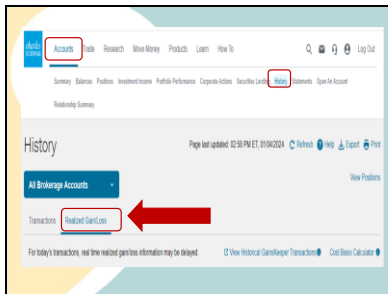 charles
SCHWAB
Accounts Trade Research Move Money Products Learn How To Log Out
Summary Balances Positions Investment Income Portfolio Performance Corporate Actions Securities Lending History Statements Open An Account
Relationship Summary
History
Page last updated: 02:50 PM ET, 01/04/2024 Refresh Help Export Print
All Brokerage Accounts
View Positions
Transactions Realized Gain/Loss
For today's transactions, real time realized gain/loss information may be delayed. View Historical GainsKeeper Transactions Cost Basis Calculator